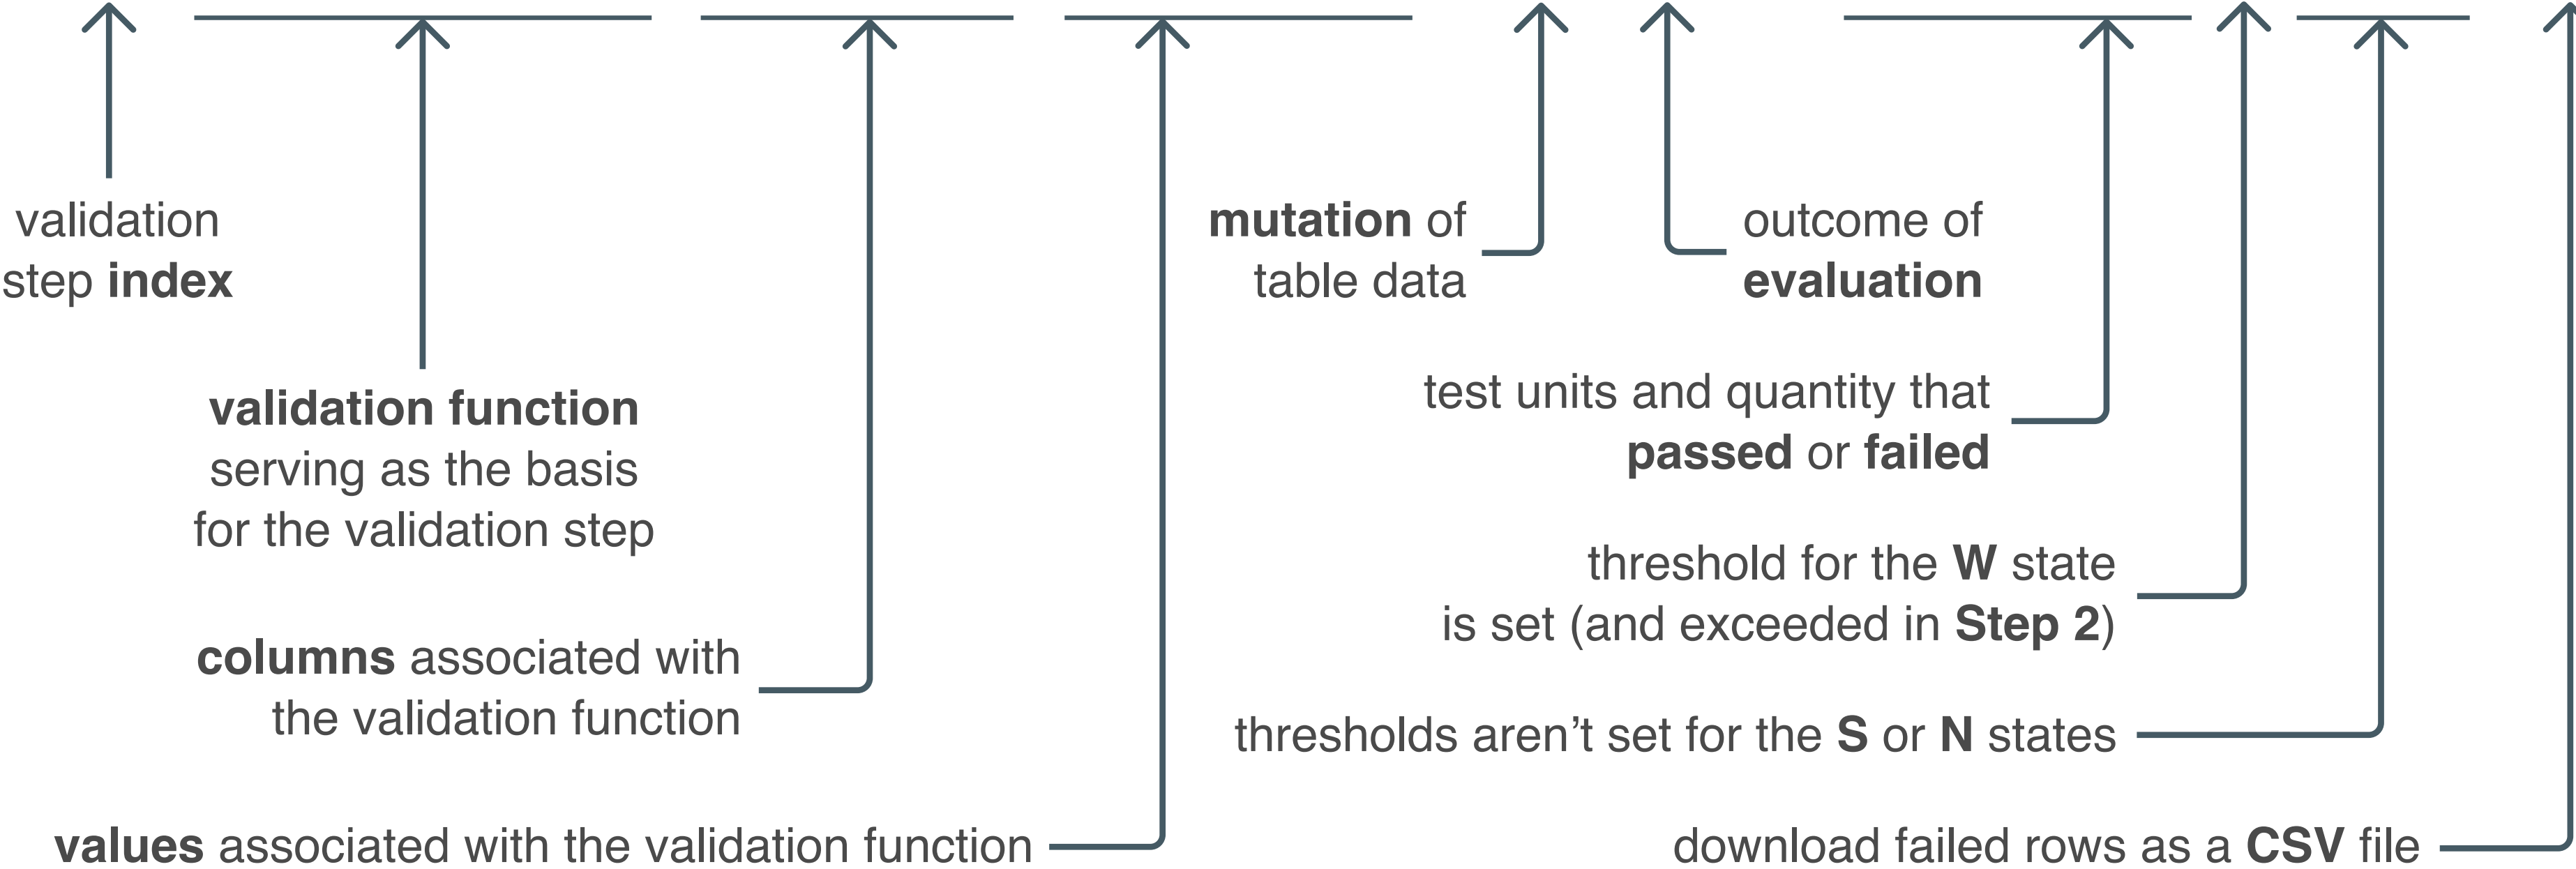 validation
step index
validation function
serving as the basis
for the validation step
columns associated with
the validation function
values associated with the validation function
mutation of
table data
outcome of
evaluation
test units and quantity that
passed or failed
threshold for the W state
is set (and exceeded in Step 2)
thresholds aren’t set for the S or N states
download failed rows as a CSV file